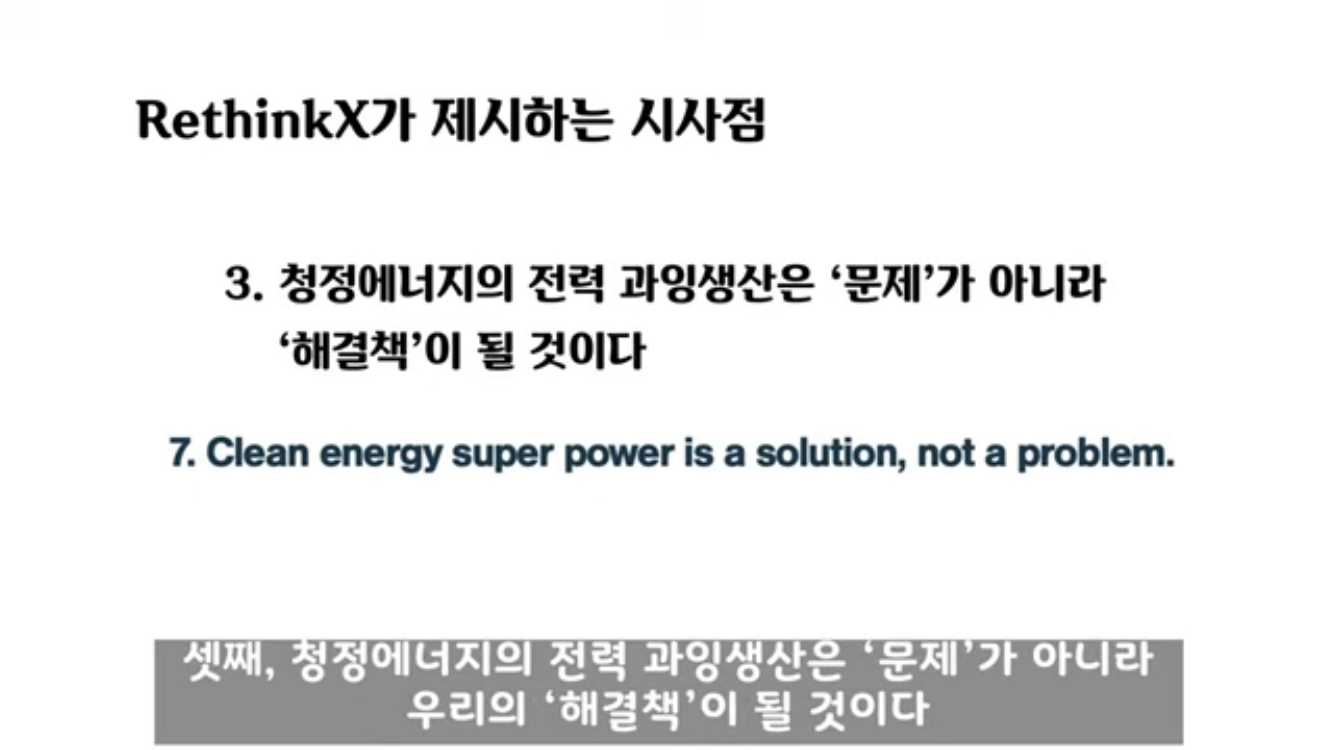 RethinkX가 제시하는 시사점
3. 청정에너지의 전력 과잉생산은 ‘문제’가 아니라
‘해결책’이 될 것이다
7. Clean energy super power is a solution, not a problem.
셋째, 청정에너지의 전력 과잉생산은 ‘문제’가 아니라
우리의 ‘해결책’이 될 것이다